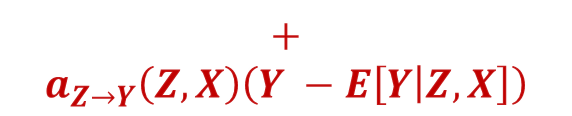 +
a_{Z→Y}(Z, X)(Y − E[Y|Z, X])